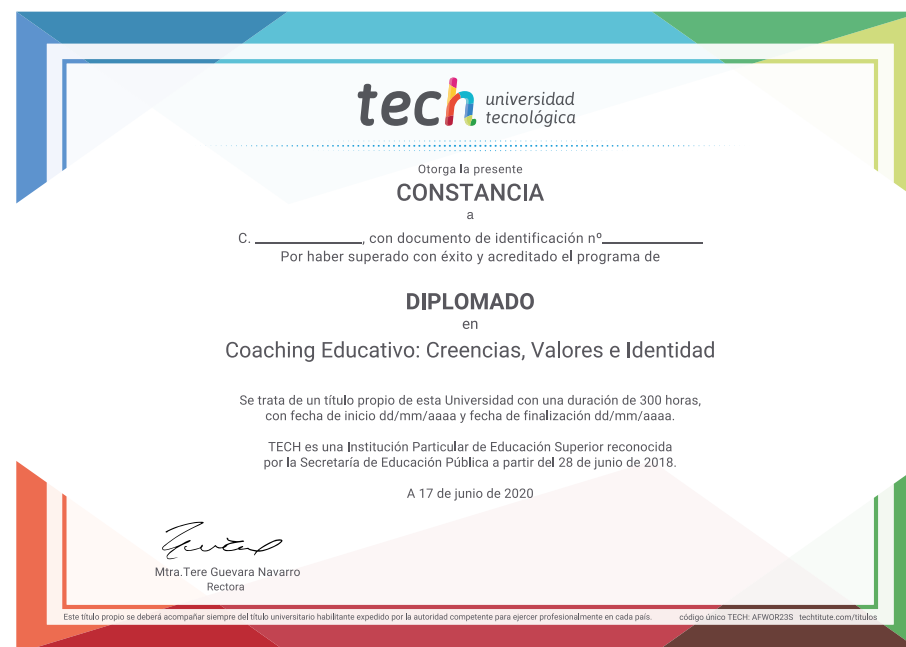 tech universidad
tecnológica
Otorga la presente
CONSTANCIA
a
C. ____________, con documento de identificación nº____________
Por haber superado con éxito y acreditado el programa de
DIPLOMADO
en
Coaching Educativo: Creencias, Valores e Identidad
Se trata de un título propio de esta Universidad con una duración de 300 horas,
con fecha de inicio dd/mm/aaaa y fecha de finalización dd/mm/aaaa.
TECH es una Institución Particular de Educación Superior reconocida
por la Secretaría de Educación Pública a partir del 28 de junio de 2018.
A 17 de junio de 2020
Mtra.Tere Guevara Navarro
Rectora
Este título propio se deberá acompañar siempre del título universitario habilitante expedido por la autoridad competente para ejercer profesionalmente en cada país. código único TECH: AFWOR23S techtitute.com/titulos